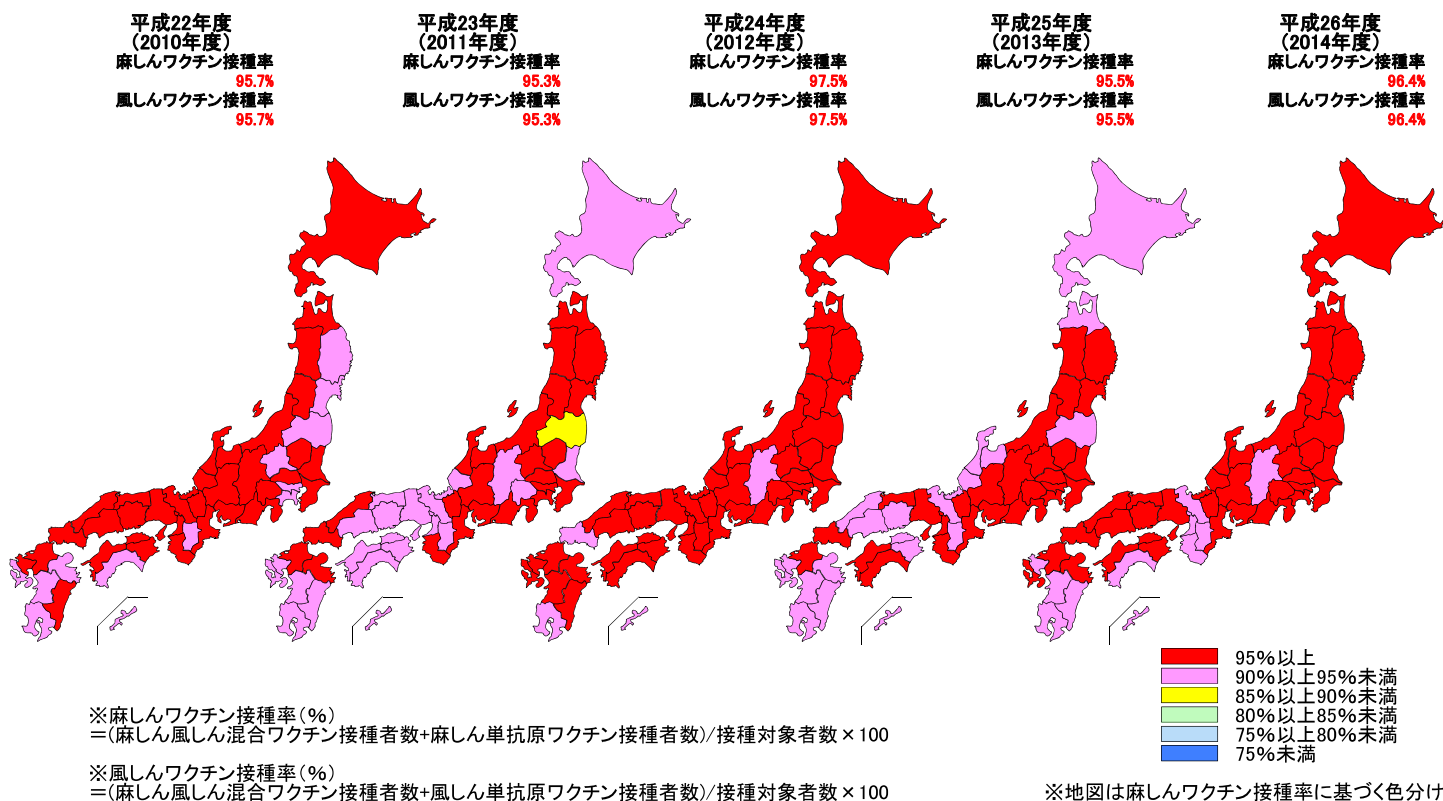 平成22年度
(2010年度)
麻しんワクチン接種率
95.7%
風しんワクチン接種率
95.7%
平成23年度
(2011年度)
麻しんワクチン接種率
95.3%
風しんワクチン接種率
95.3%
平成24年度
(2012年度)
麻しんワクチン接種率
97.5%
風しんワクチン接種率
97.5%
平成25年度
(2013年度)
麻しんワクチン接種率
95.5%
風しんワクチン接種率
95.5%
平成26年度
(2014年度)
麻しんワクチン接種率
96.4%
風しんワクチン接種率
96.4%
95%以上
90%以上95%未満
85%以上90%未満
80%以上85%未満
75%以上80%未満
75%未満
※麻しんワクチン接種率(%)
=(麻しん風しん混合ワクチン接種者数+麻しん単抗原ワクチン接種者数)/接種対象者数×100
※風しんワクチン接種率(%)
=(麻しん風しん混合ワクチン接種者数+風しん単抗原ワクチン接種者数)/接種対象者数×100
※地図は麻しんワクチン接種率に基づく色分け